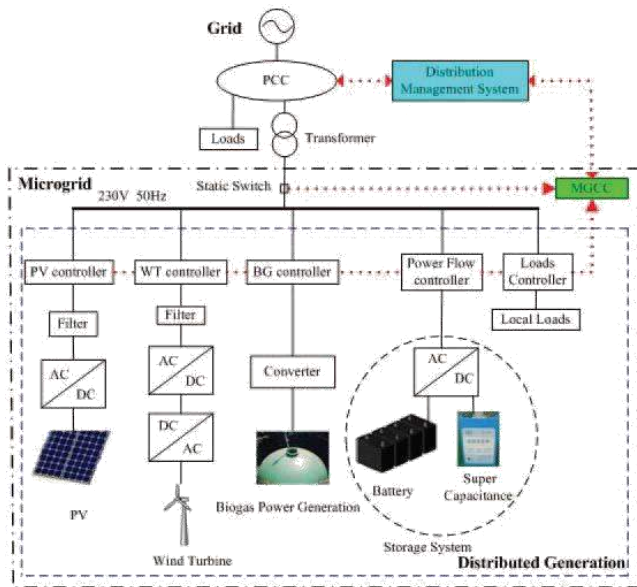 Grid
PCC
Distribution
Management System
Loads
Transformer
Microgrid
Static Switch
MGCC
230V 50Hz
PV controller
WT controller
BG controller
Power Flow
controller
Loads
Controller
Filter
Filter
Local Loads
AC
DC
AC
DC
Converter
AC
DC
DC
AC
PV
Wind Turbine
Biogas Power Generation
Battery
Super
Capacitance
Storage System
Distributed Generation